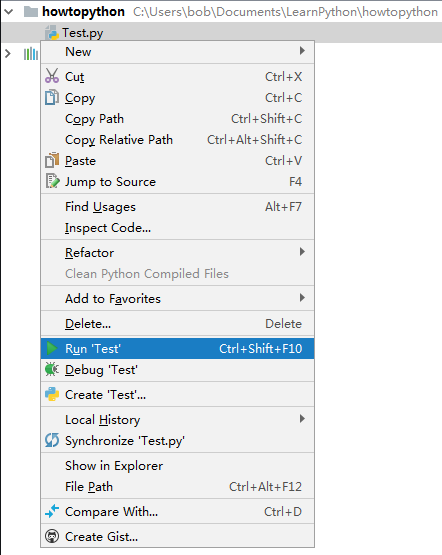 howtopython C:\Users\bob\Documents\LearnPython\howtopython
Test.py
New
Cut Ctrl+X
Copy Ctrl+C
Copy Path Ctrl+Shift+C
Copy Relative Path Ctrl+Alt+Shift+C
Paste Ctrl+V
Jump to Source F4
Find Usages Alt+F7
Inspect Code...
Refactor
Clean Python Compiled Files
Add to Favorites
Delete... Delete
Run 'Test' Ctrl+Shift+F10
Debug 'Test'
Create 'Test'...
Local History
Synchronize 'Test.py'
Show in Explorer
File Path Ctrl+Alt+F12
Compare With... Ctrl+D
Create Gist...